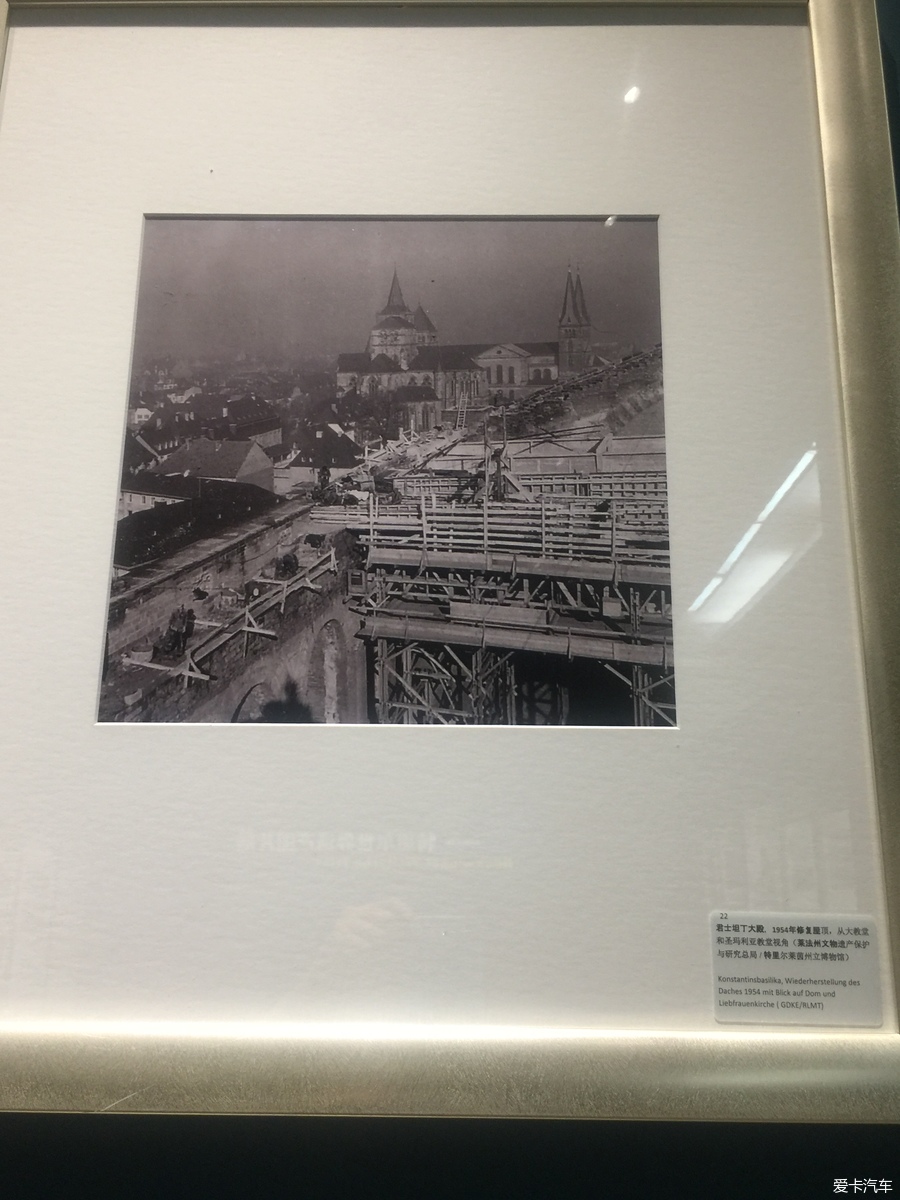 22
君士坦丁大殿，1954年修复屋顶，从大教堂
和圣玛利亚教堂视角（莱法州文物遗产保护
与研究总局 / 特里尔莱茵州立博物馆）
Konstantinsbasilika, Wiederherstellung des
Daches 1954 mit Blick auf Dom und
Liebfrauenkirche ( GDKE/RLMT)
爱卡汽车